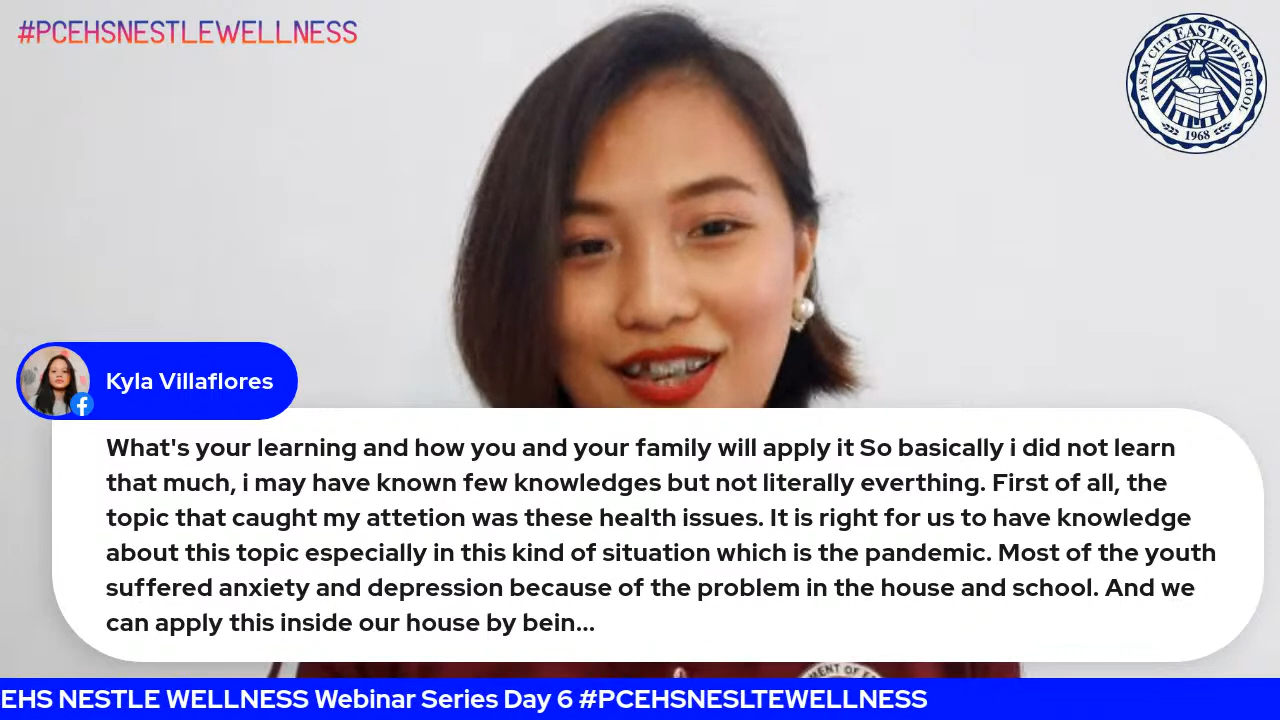 #PCEHSNESTLEWELLNESS
PASAY CITY EAST HIGH SCHOOL
1968
Kyla Villaflores
What's your learning and how you and your family will apply it So basically i did not learn
that much, i may have known few knowledges but not literally everthing. First of all, the
topic that caught my attetion was these health issues. It is right for us to have knowledge
about this topic especially in this kind of situation which is the pandemic. Most of the youth
suffered anxiety and depression because of the problem in the house and school. And we
can apply this inside our house by bein...
MENT OF
EHS NESTLE WELLNESS Webinar Series Day 6 #PCEHSNESLTEWELLNESS